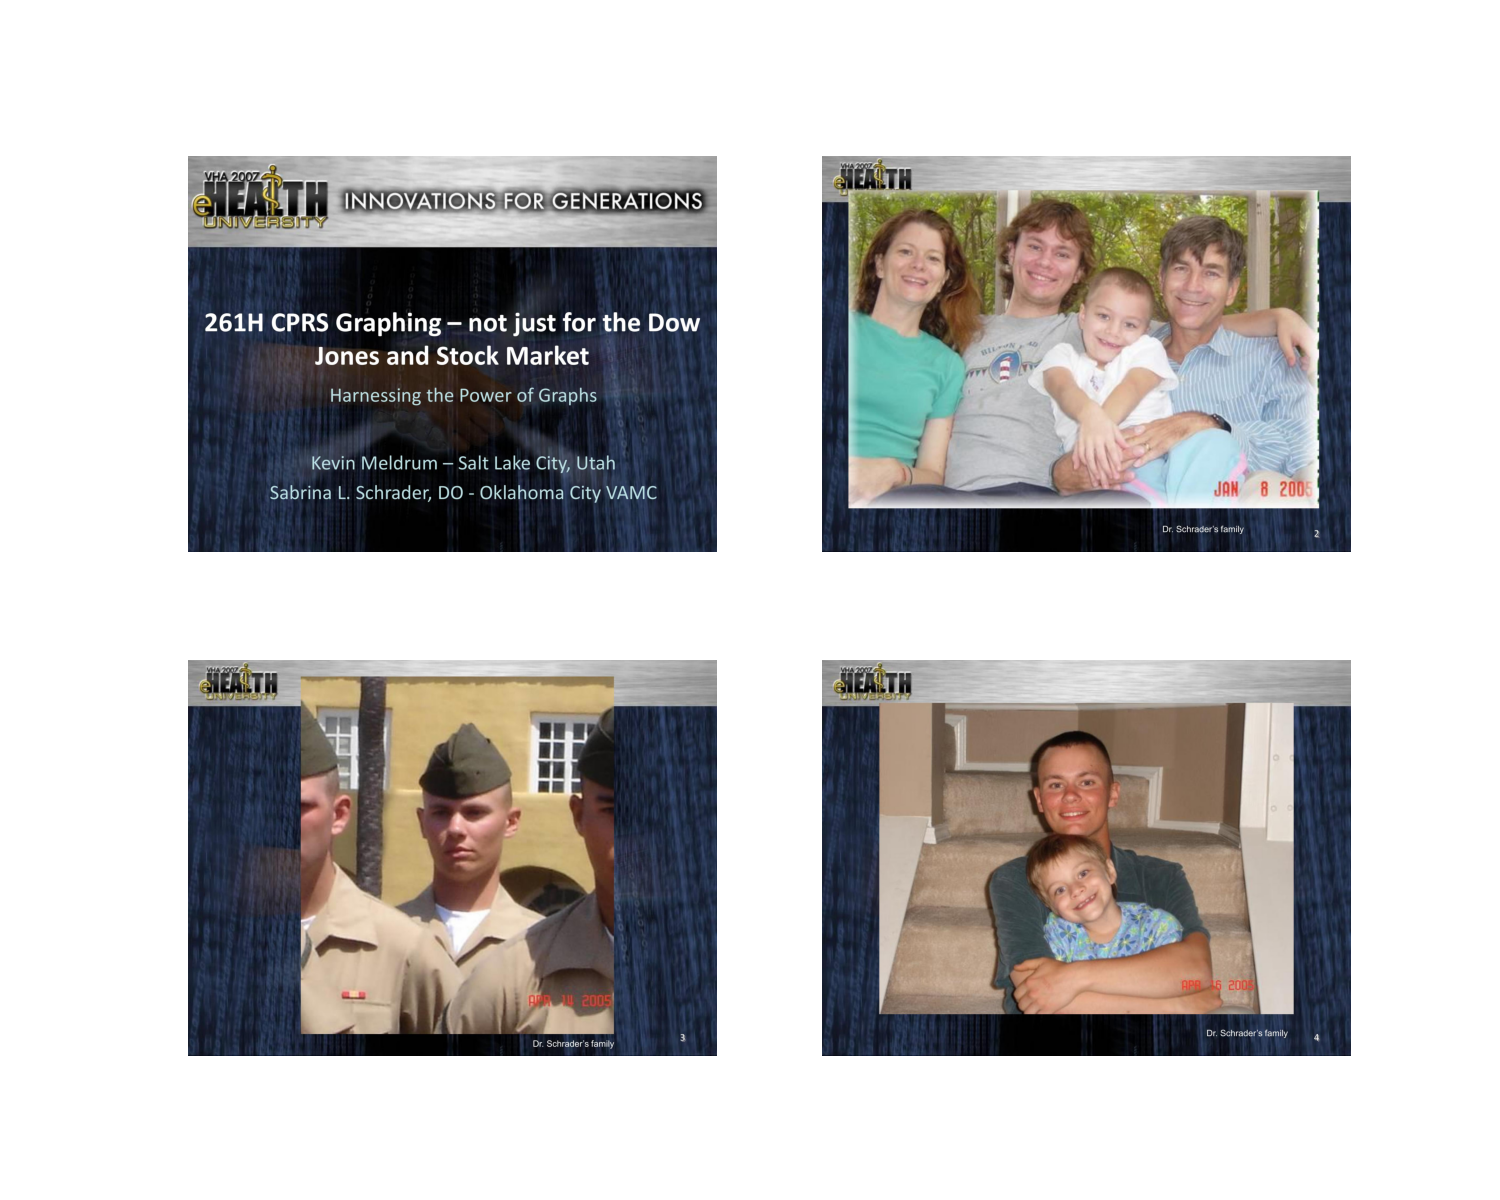 VHA 2007
eHEALTH
UNIVERSITY
INNOVATIONS FOR GENERATIONS
261H CPRS Graphing – not just for the Dow
Jones and Stock Market
Harnessing the Power of Graphs
Kevin Meldrum – Salt Lake City, Utah
Sabrina L. Schrader, DO - Oklahoma City VAMC
VHA 2007
eHEALTH
JAN 8 2005
Dr. Schrader's family
2
VHA 2007
eHEALTH
UNIVERSITY
APR 14 2005
Dr. Schrader's family
3
VHA 2007
eHEALTH
UNIVERSITY
APR 16 2005
Dr. Schrader's family
4